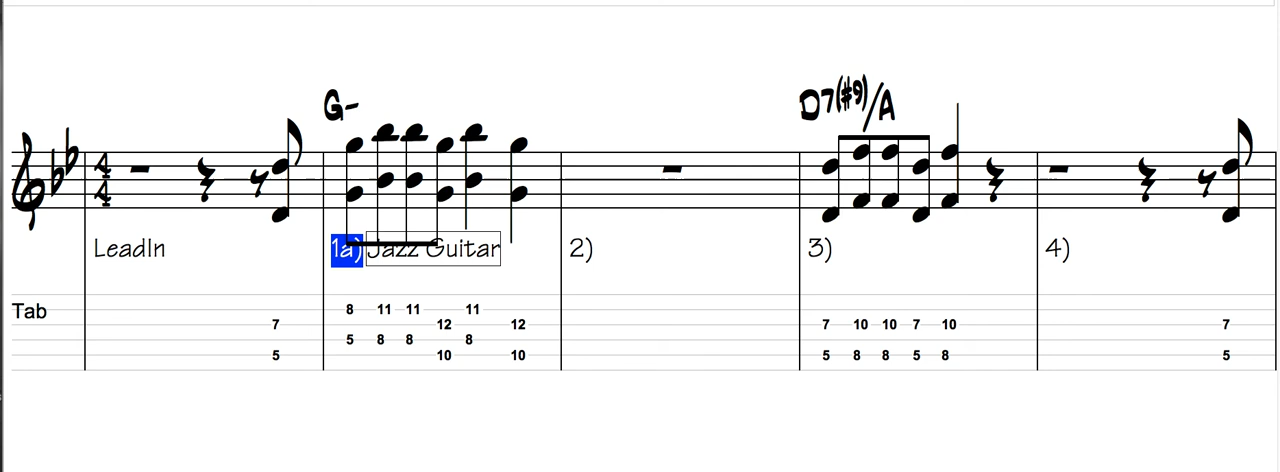 G- D7(#9)/A
4
4
LeadIn 1a) Jazz Guitar 2) 3) 4)
Tab
8 11 11 11
7 12 12 7 10 10 7 10 7
5 8 8 8
5 10 10 5 8 8 5 8 5